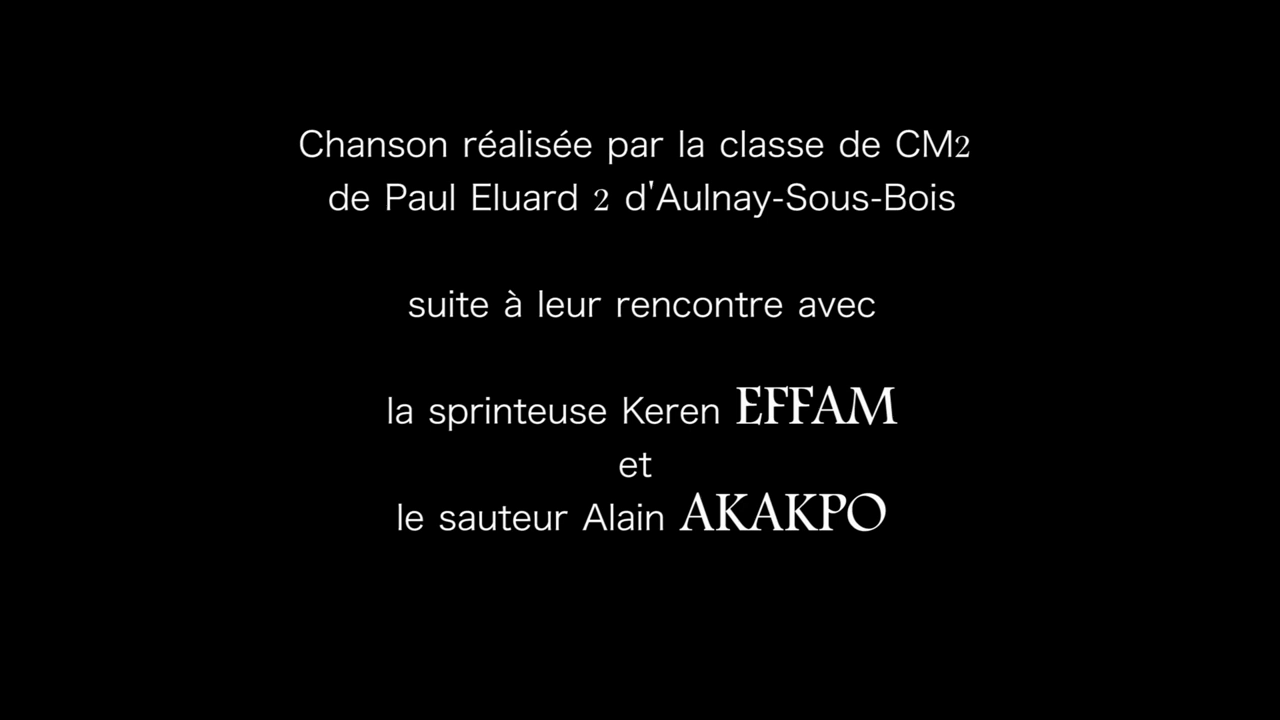 Chanson réalisée par la classe de CM2
de Paul Eluard 2 d'Aulnay-Sous-Bois
suite à leur rencontre avec
la sprinteuse Keren EFFAM
et
le sauteur Alain AKAKPO